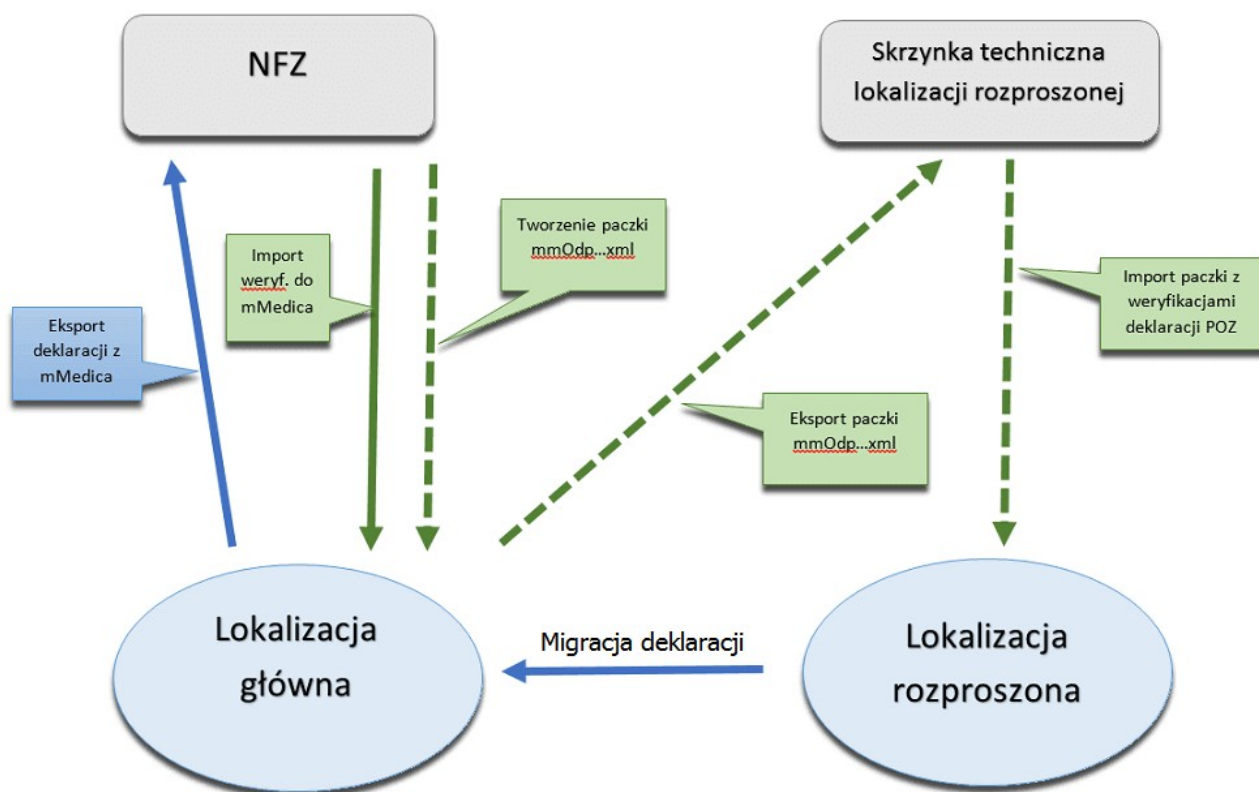 NFZ
Skrzynka techniczna
lokalizacji rozproszonej
Tworzenie paczki
mmOdp...xml
Import
weryf. do
mMedica
Import paczki z
weryfikacjami
deklaracji POZ
Eksport
deklaracji z
mMedica
Eksport paczki
mmOdp...xml
Lokalizacja
główna
Migracja deklaracji
Lokalizacja
rozproszona